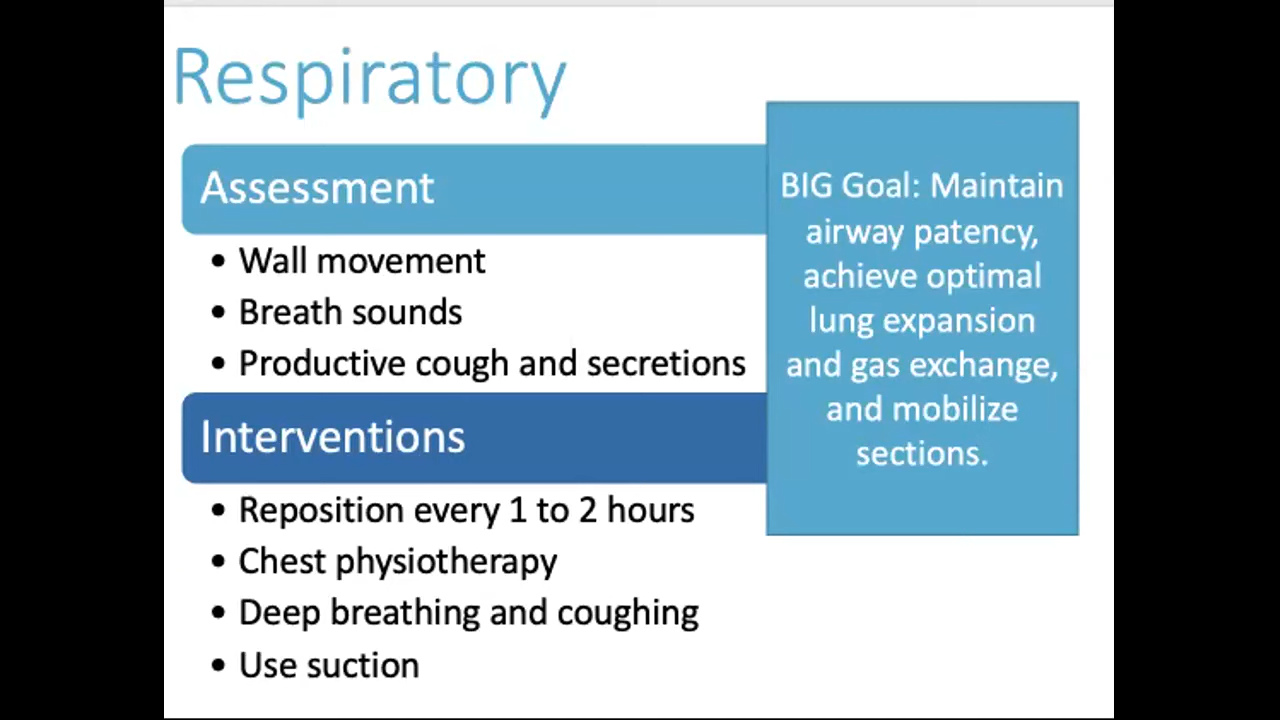 Respiratory
Assessment
• Wall movement
• Breath sounds
• Productive cough and secretions
Interventions
• Reposition every 1 to 2 hours
• Chest physiotherapy
• Deep breathing and coughing
• Use suction
BIG Goal: Maintain
airway patency,
achieve optimal
lung expansion
and gas exchange,
and mobilize
sections.